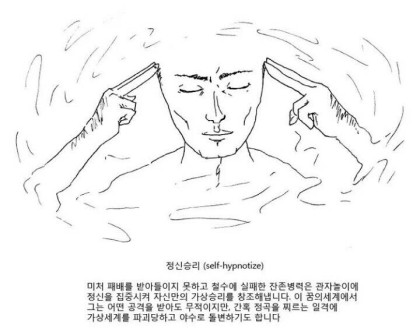 정신승리 (self-hypnotize)
미처 패배를 받아들이지 못하고 철수에 실패한 잔존병력은 관자놀이에
정신을 집중시켜 자신만의 가상승리를 창조해냅니다. 이 꿈의세계에서
그는 어떤 공격을 받아도 무적이지만, 간혹 정곡을 찌르는 일격에
가상세계를 파괴당하고 야수로 돌변하기도 합니다